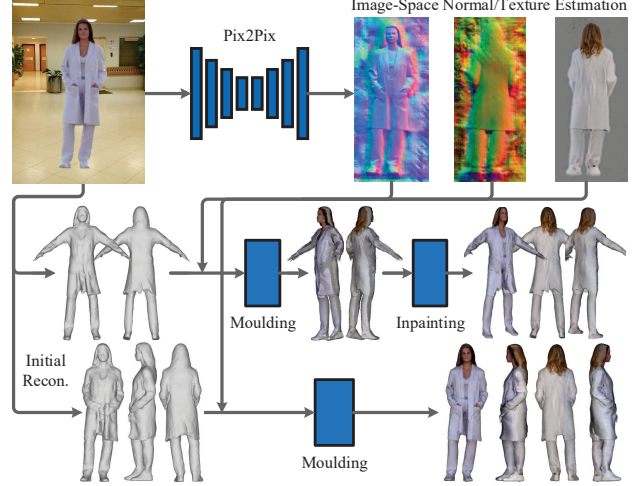 Image-Space Normal/Texture Estimation
Pix2Pix
Moulding
Inpainting
Initial
Recon.
Moulding